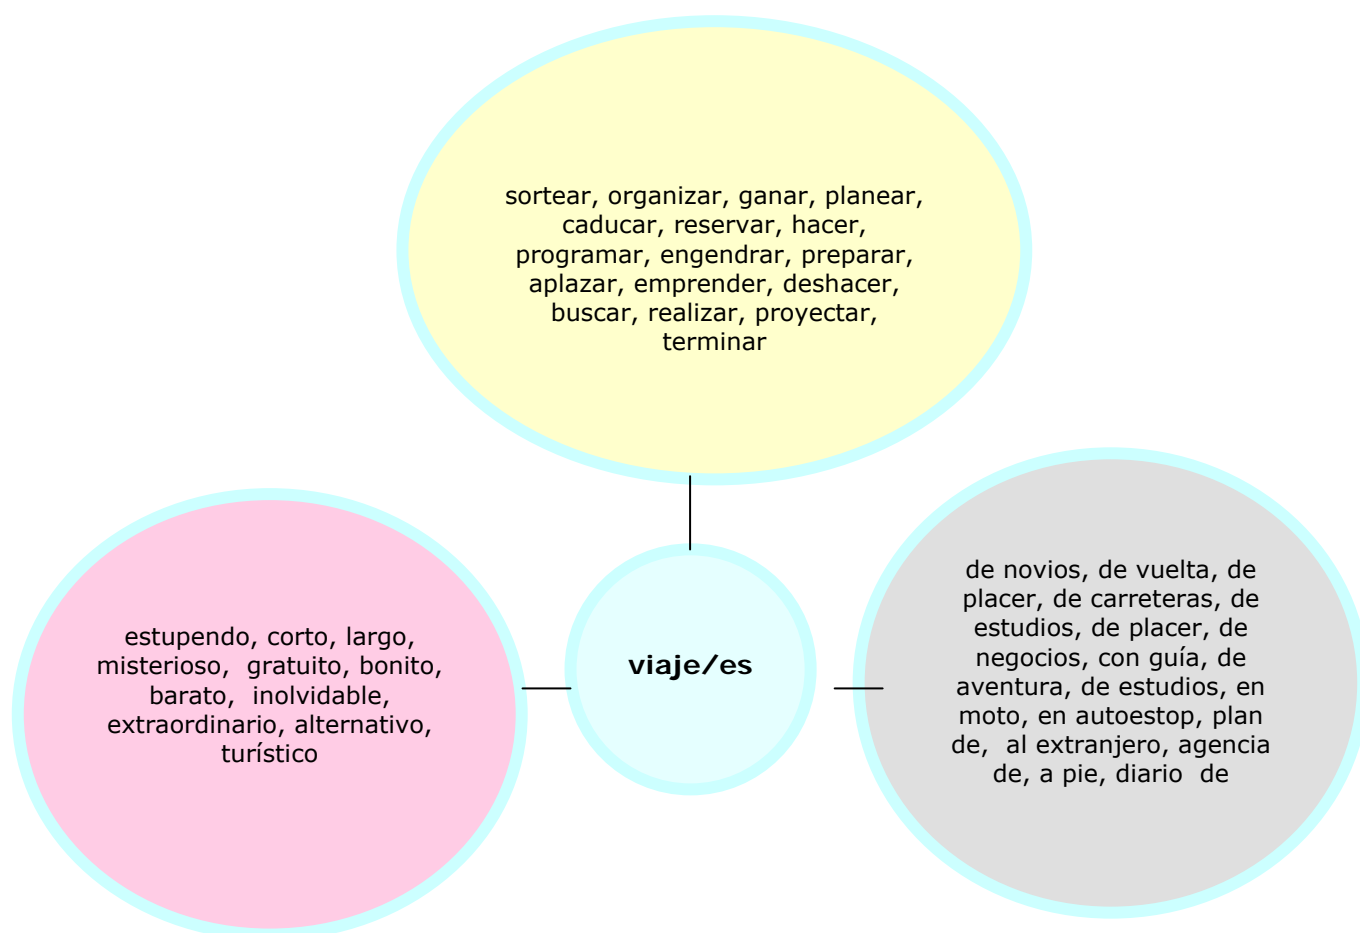 sortear, organizar, ganar, planear,
caducar, reservar, hacer,
programar, engendrar, preparar,
aplazar, emprender, deshacer,
buscar, realizar, proyectar,
terminar
estupendo, corto, largo,
misterioso,  gratuito, bonito,
barato,  inolvidable,
extraordinario, alternativo,
turístico
viaje/es
de novios, de vuelta, de
placer, de carreteras, de
estudios, de placer, de
negocios, con guía, de
aventura, de estudios, en
moto, en autoestop, plan
de,  al extranjero, agencia
de, a pie, diario  de